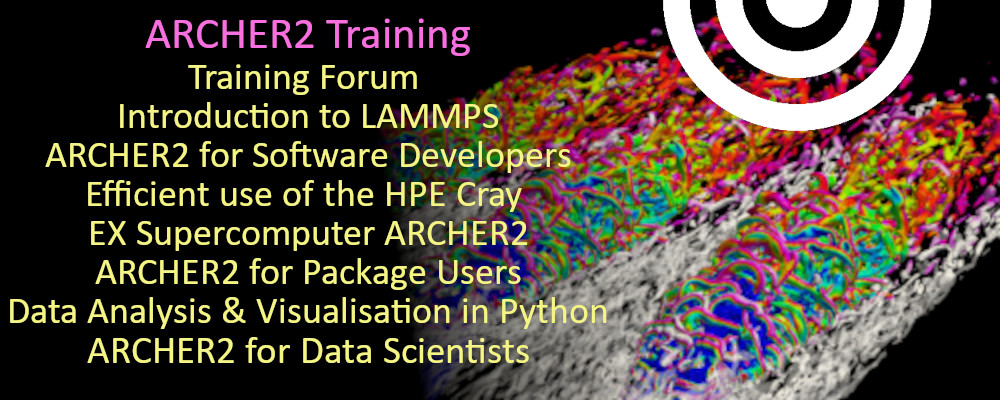 ARCHER2 Training
Training Forum
Introduction to LAMMPS
ARCHER2 for Software Developers
Efficient use of the HPE Cray
EX Supercomputer ARCHER2
ARCHER2 for Package Users
Data Analysis & Visualisation in Python
ARCHER2 for Data Scientists